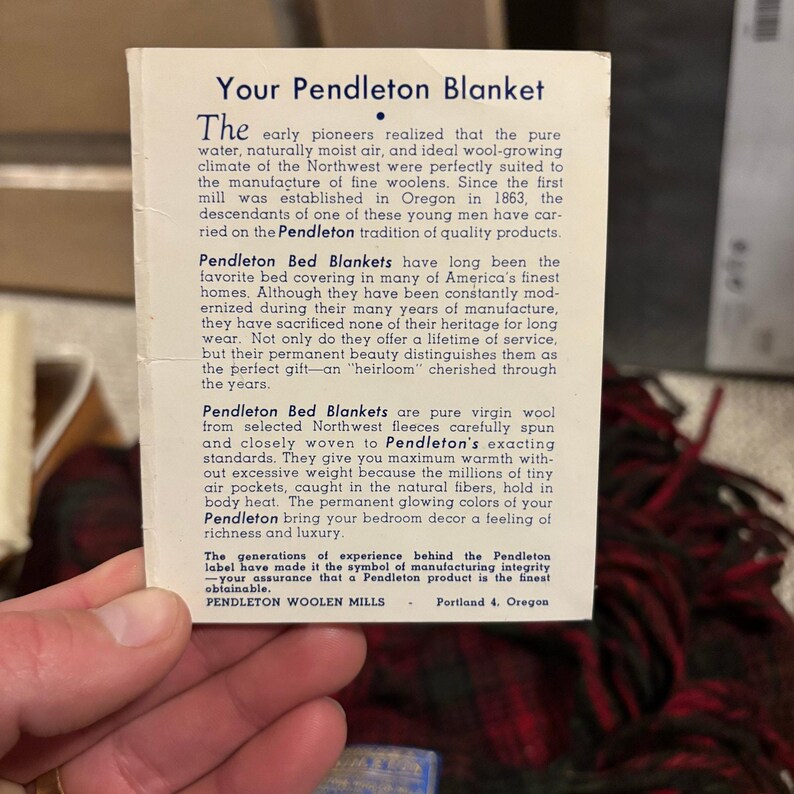 Your Pendleton Blanket
•
The early pioneers realized that the pure
water, naturally moist air, and ideal wool-growing
climate of the Northwest were perfectly suited to
the manufacture of fine woolens. Since the first
mill was established in Oregon in 1863, the
descendants of one of these young men have car-
ried on the Pendleton tradition of quality products.
Pendleton Bed Blankets have long been the
favorite bed covering in many of America's finest
homes. Although they have been constantly mod-
ernized during their many years of manufacture,
they have sacrificed none of their heritage for long
wear. Not only do they offer a lifetime of service,
but their permanent beauty distinguishes them as
the perfect gift—an "heirloom" cherished through
the years.
Pendleton Bed Blankets are pure virgin wool
from selected Northwest fleeces carefully spun
and closely woven to Pendleton's exacting
standards. They give you maximum warmth with-
out excessive weight because the millions of tiny
air pockets, caught in the natural fibers, hold in
body heat. The permanent glowing colors of your
Pendleton bring your bedroom decor a feeling of
richness and luxury.
The generations of experience behind the Pendleton
label have made it the symbol of manufacturing integrity
—your assurance that a Pendleton product is the finest
obtainable.
PENDLETON WOOLEN MILLS - Portland 4, Oregon